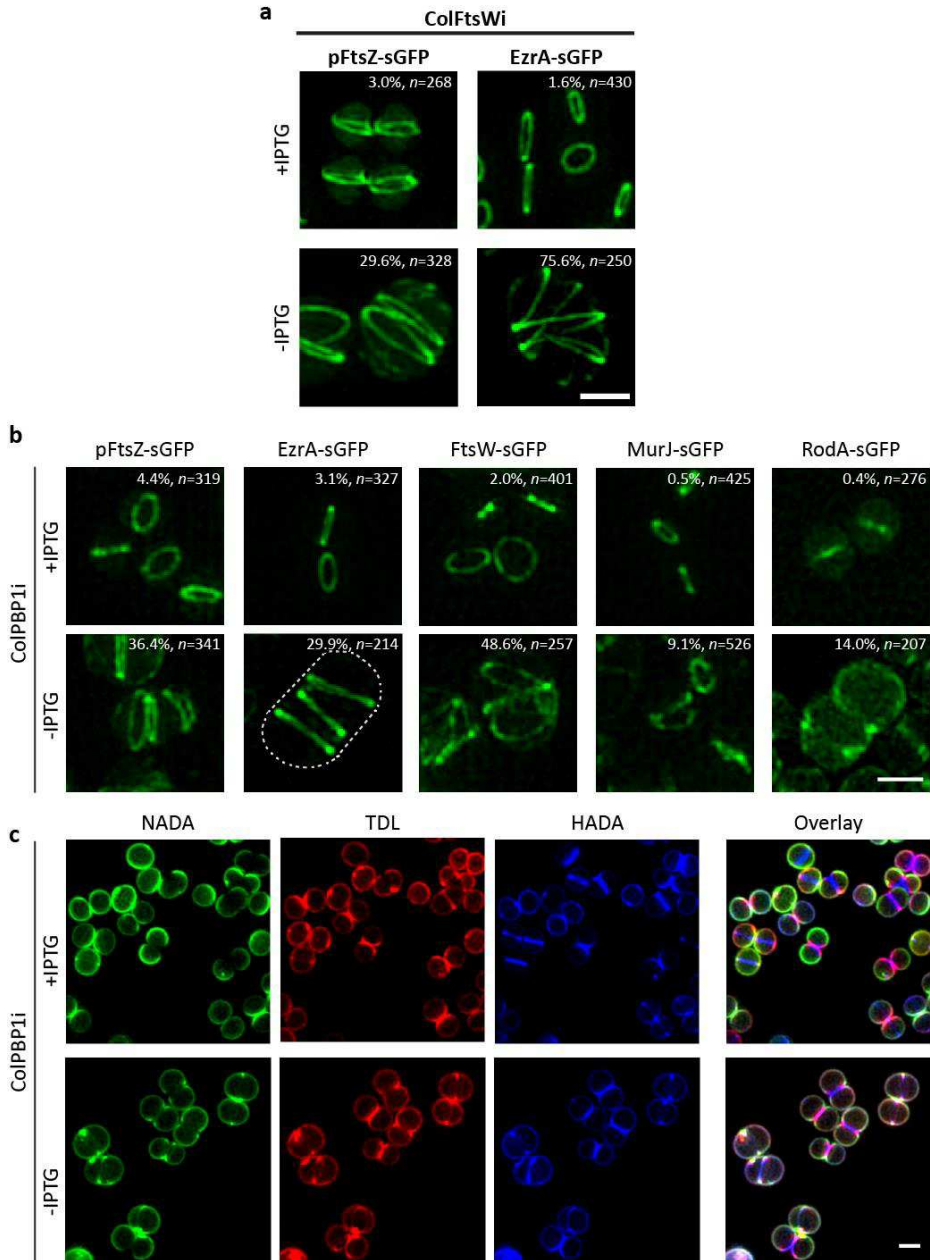 a
ColFtsWi
pFtsZ-sGFP EzrA-sGFP
+IPTG
3.0%, n=268
1.6%, n=430
-IPTG
29.6%, n=328
75.6%, n=250
b
pFtsZ-sGFP EzrA-sGFP FtsW-sGFP MurJ-sGFP RodA-sGFP
ColPBP1i
+IPTG
4.4%, n=319
3.1%, n=327
2.0%, n=401
0.5%, n=425
0.4%, n=276
-IPTG
36.4%, n=341
29.9%, n=214
48.6%, n=257
9.1%, n=526
14.0%, n=207
c
NADA TDL HADA Overlay
ColPBP1i
+IPTG
-IPTG